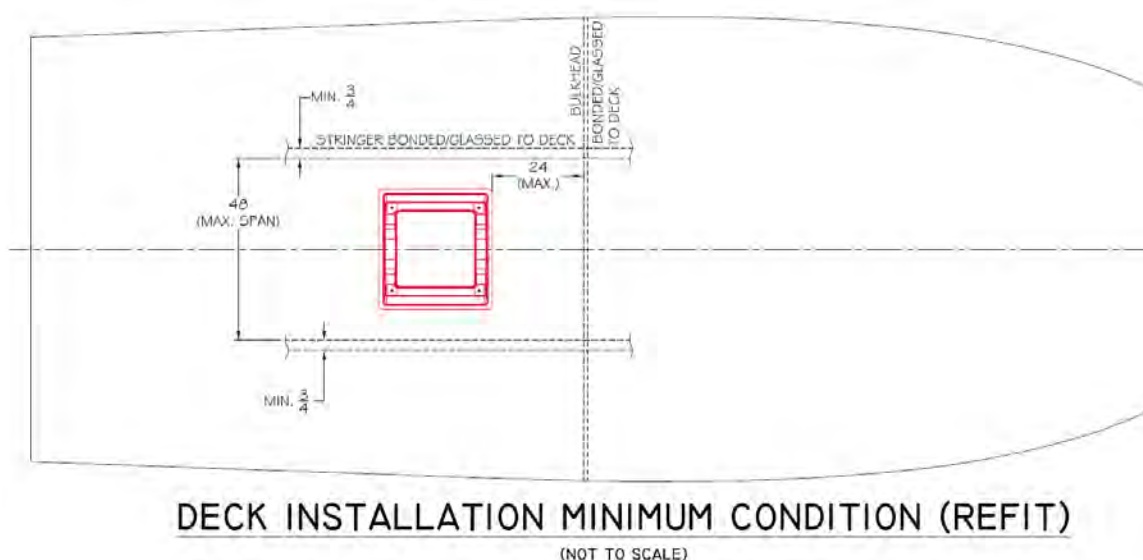 MIN. 3/4
STRINGER BONDED/GLASSED TO DECK
BULKHEAD
BONDED/GLASSED
TO DECK
24
(MAX.)
48
(MAX. SPAN)
MIN. 3/4
DECK INSTALLATION MINIMUM CONDITION (REFIT)
(NOT TO SCALE)